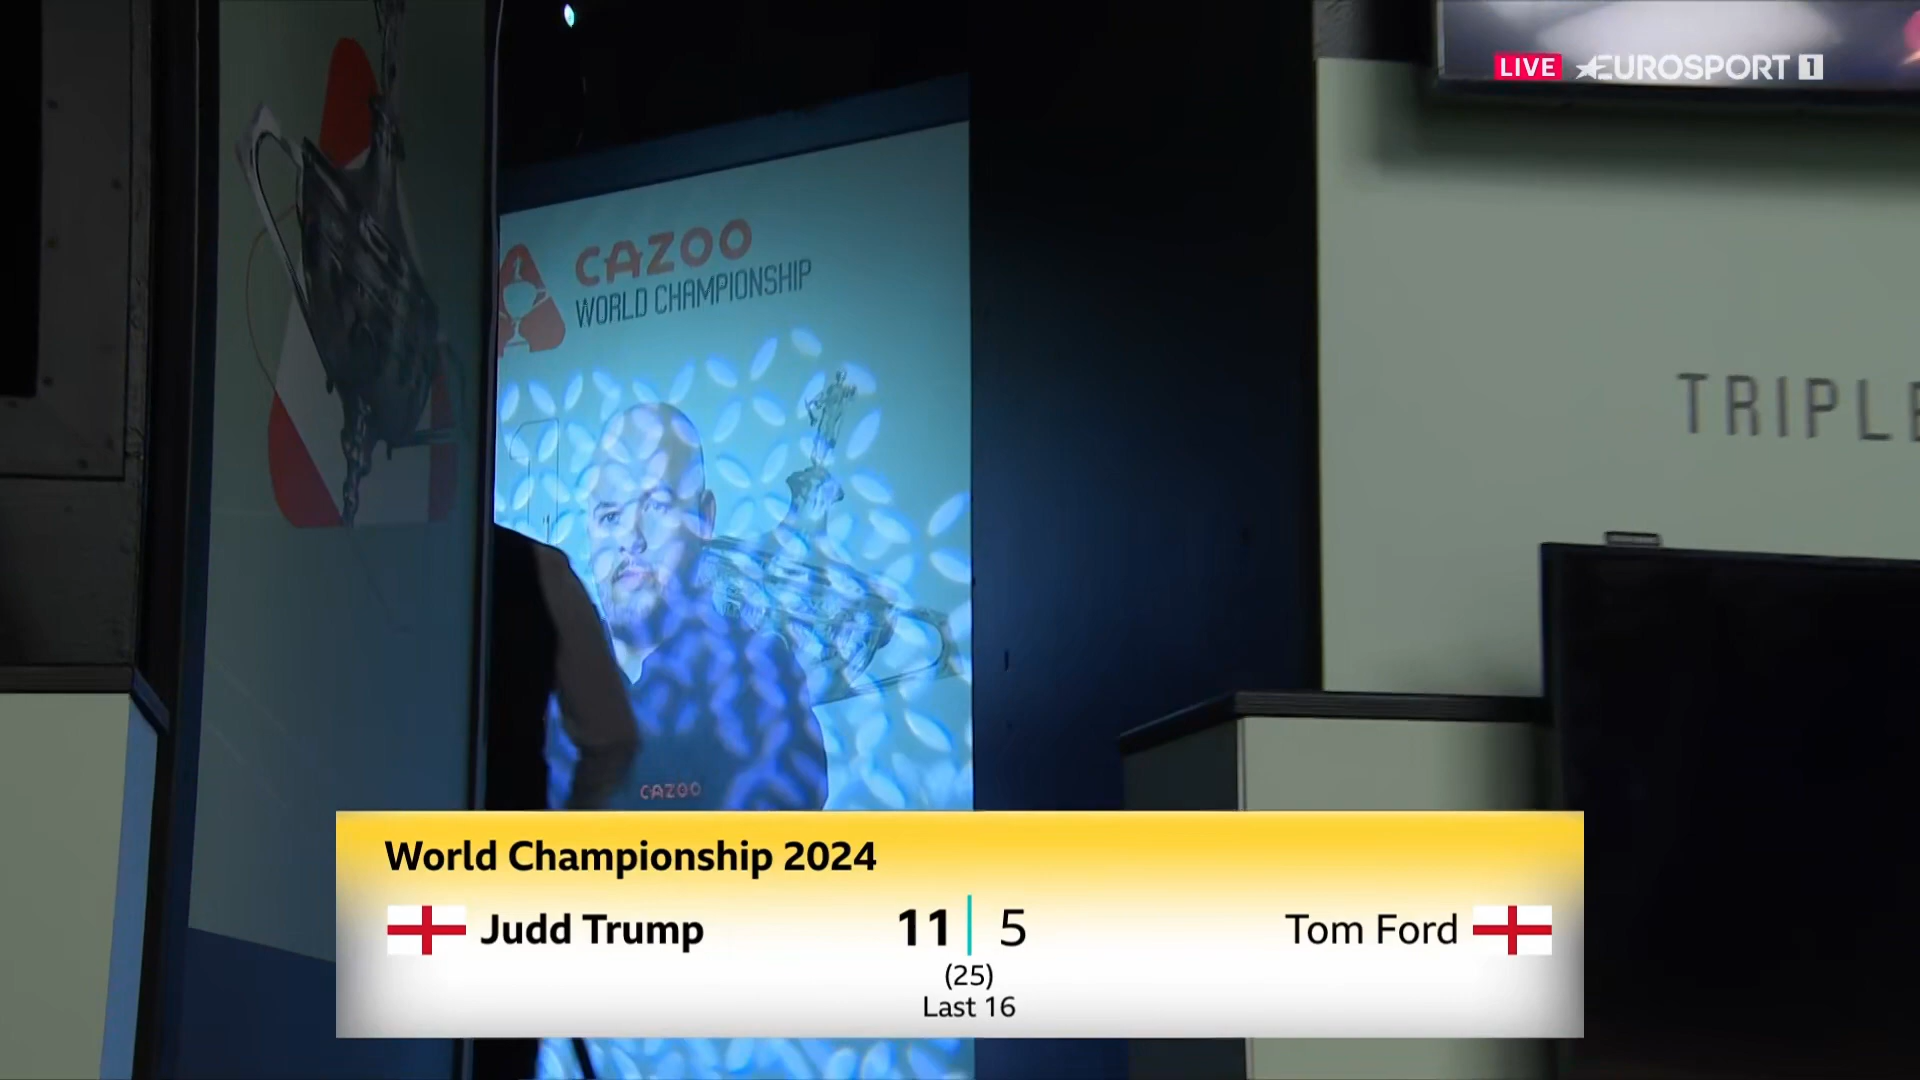 LIVE EUROSPORT 1
CAZOO
WORLD CHAMPIONSHIP
TRIPLE
CAZOO
World Championship 2024
Judd Trump 11 5 Tom Ford
(25)
Last 16